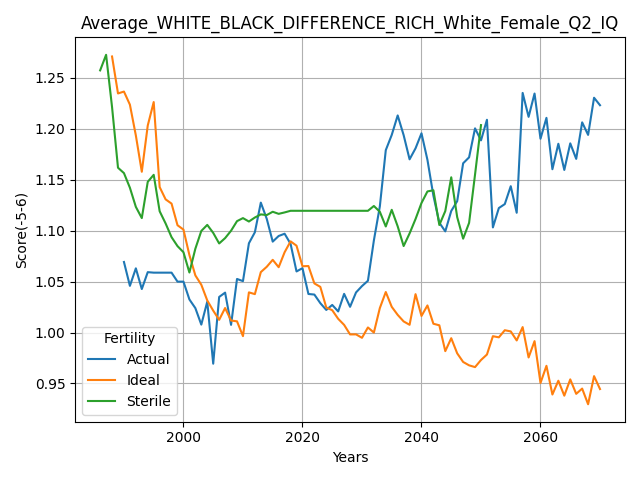 Average_WHITE_BLACK_DIFFERENCE_RICH_White_Female_Q2_IQ
Score(-5-6)
1.25
1.20
1.15
1.10
1.05
1.00
0.95
Fertility
Actual
Ideal
Sterile
2000 2020 2040 2060
Years